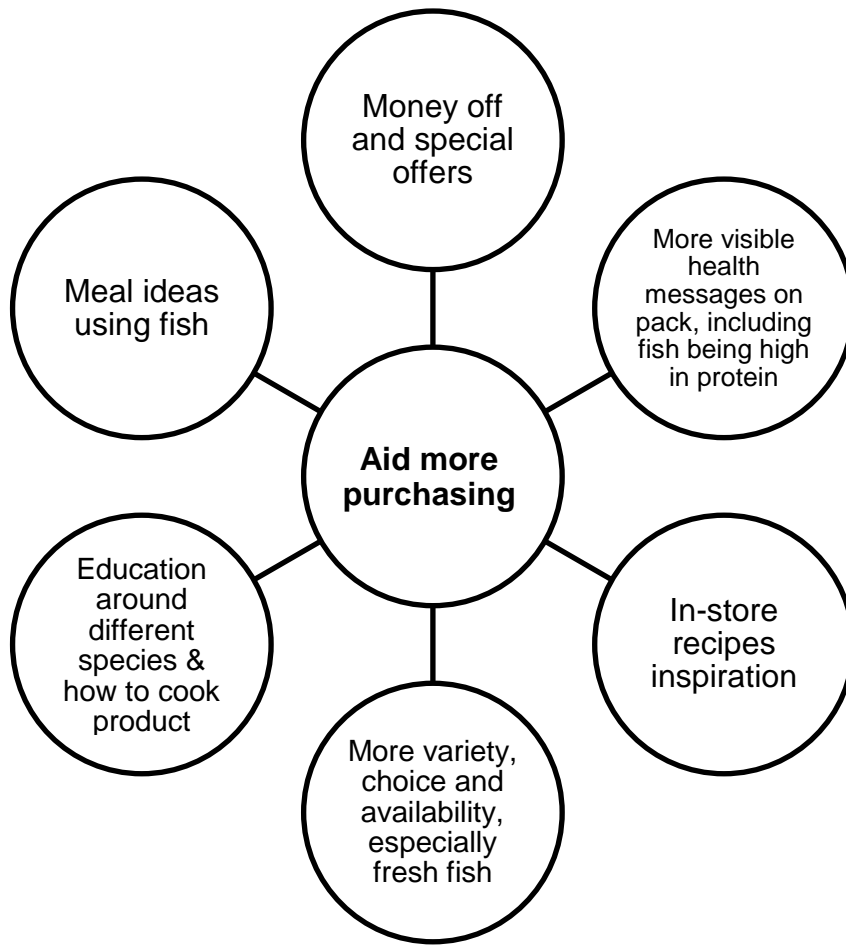 Money off
and special
offers
More visible
health
messages on
pack, including
fish being high
in protein
In-store
recipes
inspiration
More variety,
choice and
availability,
especially
fresh fish
Education
around
different
species &
how to cook
product
Meal ideas
using fish
Aid more
purchasing